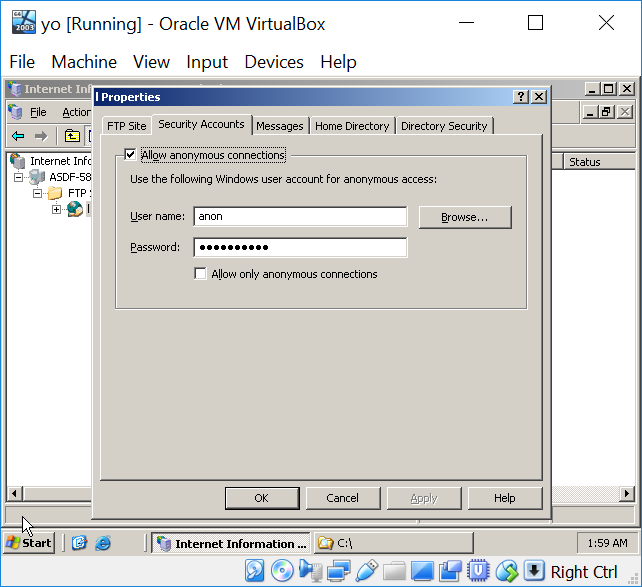 yo [Running] - Oracle VM VirtualBox
File Machine View Input Devices Help
Internet Info
I Properties
File Action
FTP Site Security Accounts Messages Home Directory Directory Security
Allow anonymous connections
Internet Info
Status
Use the following Windows user account for anonymous access:
ASDF-58
FTP S
User name: anon Browse...
Password: ●●●●●●●●●●
Allow only anonymous connections
OK Cancel Apply Help
Start Internet Information ... C:\ 1:59 AM
Right Ctrl